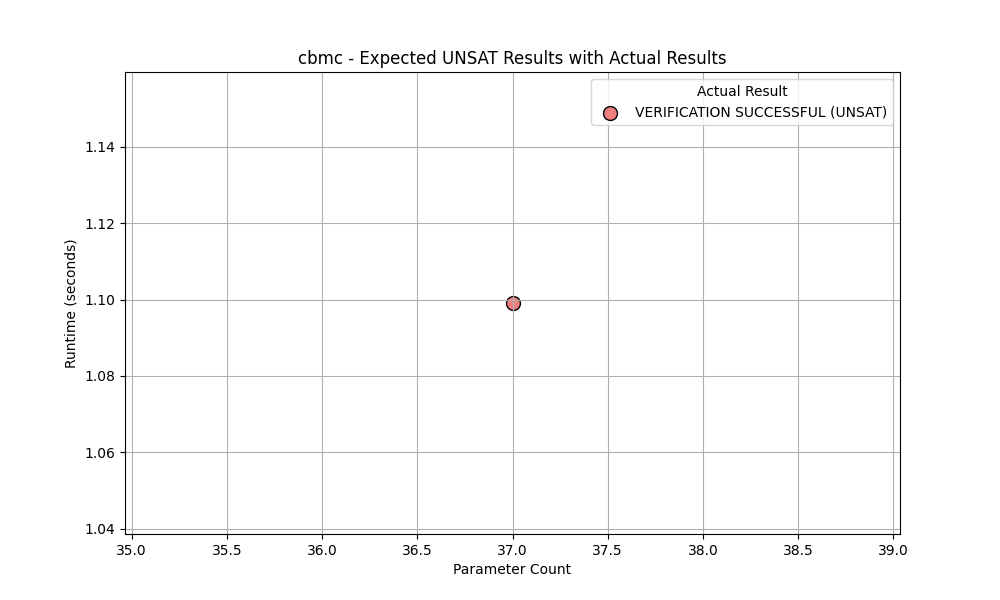 cbmc - Expected UNSAT Results with Actual Results
Actual Result
VERIFICATION SUCCESSFUL (UNSAT)
Runtime (seconds)
1.14
1.12
1.10
1.08
1.06
1.04
35.0 35.5 36.0 36.5 37.0 37.5 38.0 38.5 39.0
Parameter Count